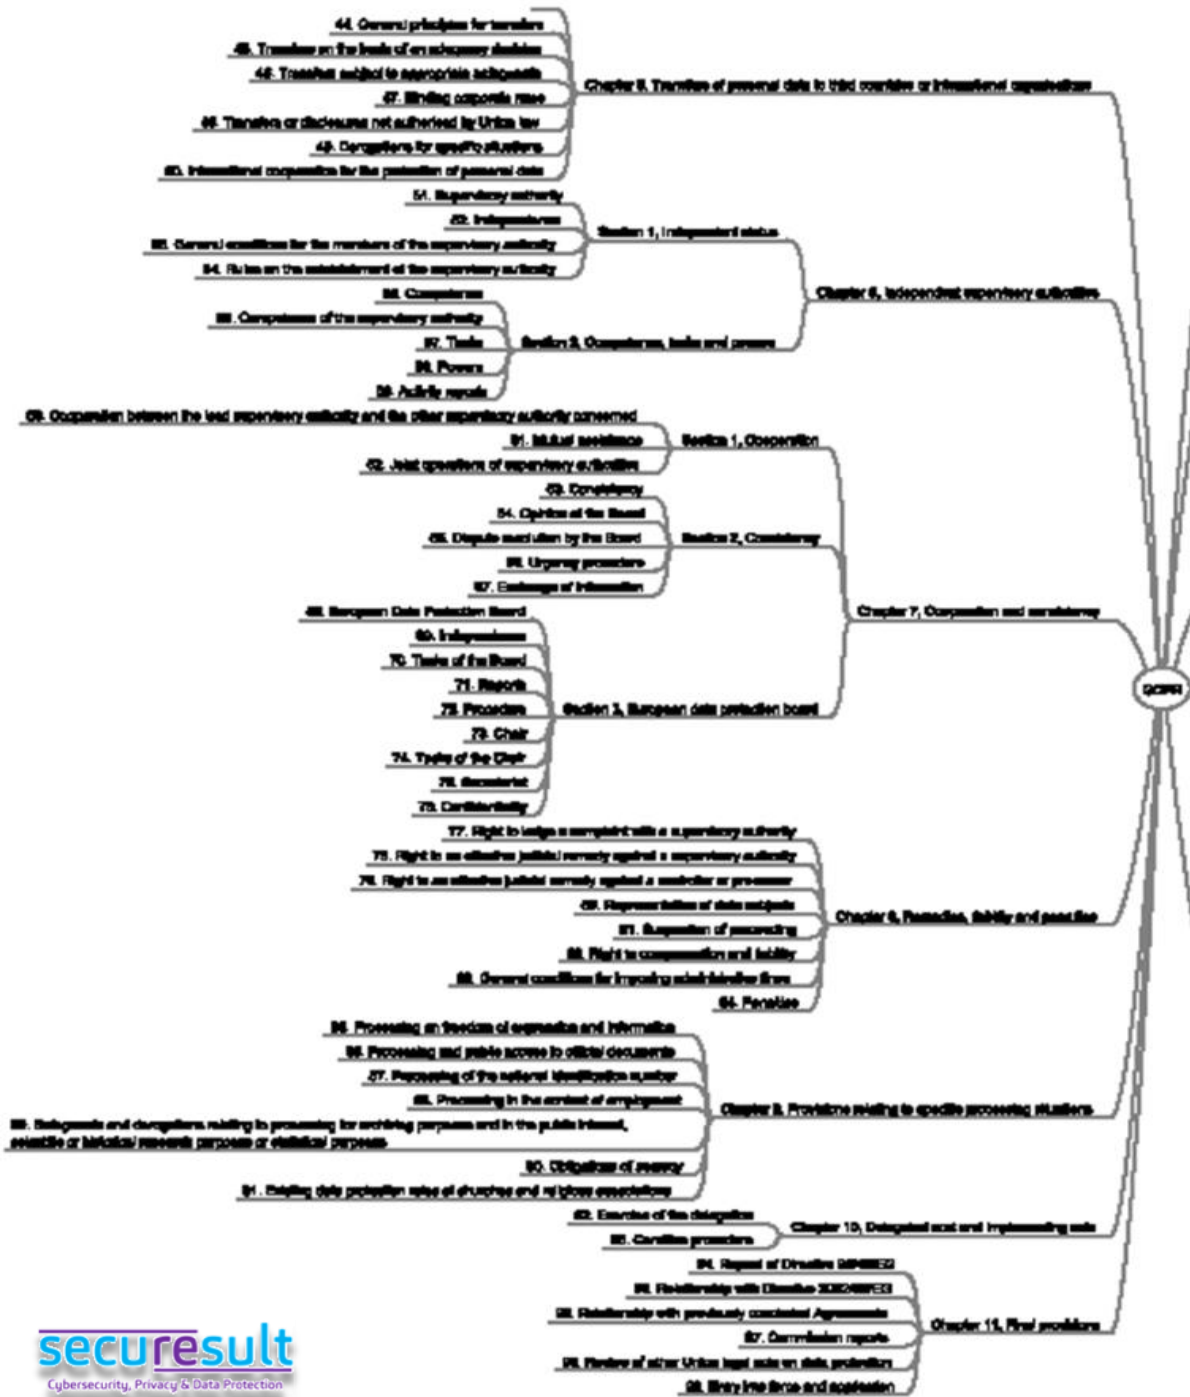 44. General principles for transfers
45. Transfers on the basis of an adequacy decision
46. Transfers subject to appropriate safeguards
47. Binding corporate rules
48. Transfers or disclosures not authorised by Union law
49. Derogations for specific situations
50. International cooperation for the protection of personal data
Chapter 5, Transfers of personal data to third countries or international organisations
51. Supervisory authority
52. Independence
53. General conditions for the members of the supervisory authority
54. Rules on the establishment of the supervisory authority
Section 1, Independent status
55. Competence
56. Competence of the supervisory authority
57. Tasks
58. Powers
59. Activity reports
Section 2, Competence, tasks and powers
Chapter 6, Independent supervisory authorities
60. Cooperation between the lead supervisory authority and the other supervisory authority concerned
61. Mutual assistance
62. Joint operations of supervisory authorities
Section 1, Cooperation
63. Consistency
64. Opinion of the Board
65. Dispute resolution by the Board
66. Urgency procedure
67. Exchange of information
Section 2, Consistency
68. European Data Protection Board
69. Independence
70. Tasks of the Board
71. Reports
72. Procedure
73. Chair
74. Tasks of the Chair
75. Secretariat
76. Confidentiality
Section 3, European data protection board
Chapter 7, Cooperation and consistency
GDPR
77. Right to lodge a complaint with a supervisory authority
78. Right to an effective judicial remedy against a supervisory authority
79. Right to an effective judicial remedy against a controller or processor
80. Representation of data subjects
81. Suspension of proceeding
82. Right to compensation and liability
83. General conditions for imposing administrative fines
84. Penalties
Chapter 8, Remedies, liability and penalties
85. Processing an freedom of expression and information
86. Processing and public access to official documents
87. Processing of the national identification number
88. Processing in the context of employment
89. Safeguards and derogations relating to processing for archiving purposes and in the public interest,
scientific or historical research purposes or statistical purposes
90. Obligations of secrecy
91. Existing data protection rules of churches and religious associations
Chapter 9, Provisions relating to specific processing situations
92. Exercise of the delegation
93. procedure
Chapter 10, Delegated and implementing acts
94. Repeal of Directive
95. Relationship with Directive
96. Relationship with previously concluded Agreements
97. Commission reports
98. Review of other Union legal acts on data protection
99. Entry into force and application
Chapter 11, Final provisions
securesult
Cybersecurity, Privacy & Data Protection